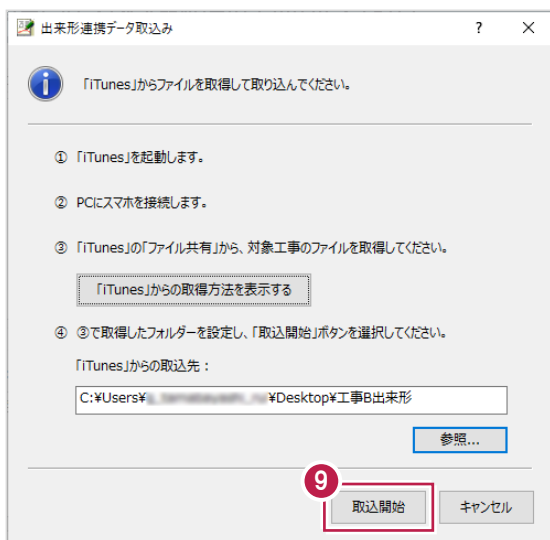 出来形連携データ取込み ? ×
「iTunes」からファイルを取得して取り込んでください。
① 「iTunes」を起動します。
② PCにスマホを接続します。
③ 「iTunes」の「ファイル共有」から、対象工事のファイルを取得してください。
「iTunes」からの取得方法を表示する
④ ③で取得したフォルダーを設定し、「取込開始」ボタンを選択してください。
「iTunes」からの取込先：
C:¥Users¥ ¥Desktop¥工事B出来形
参照...
9
取込開始 キャンセル